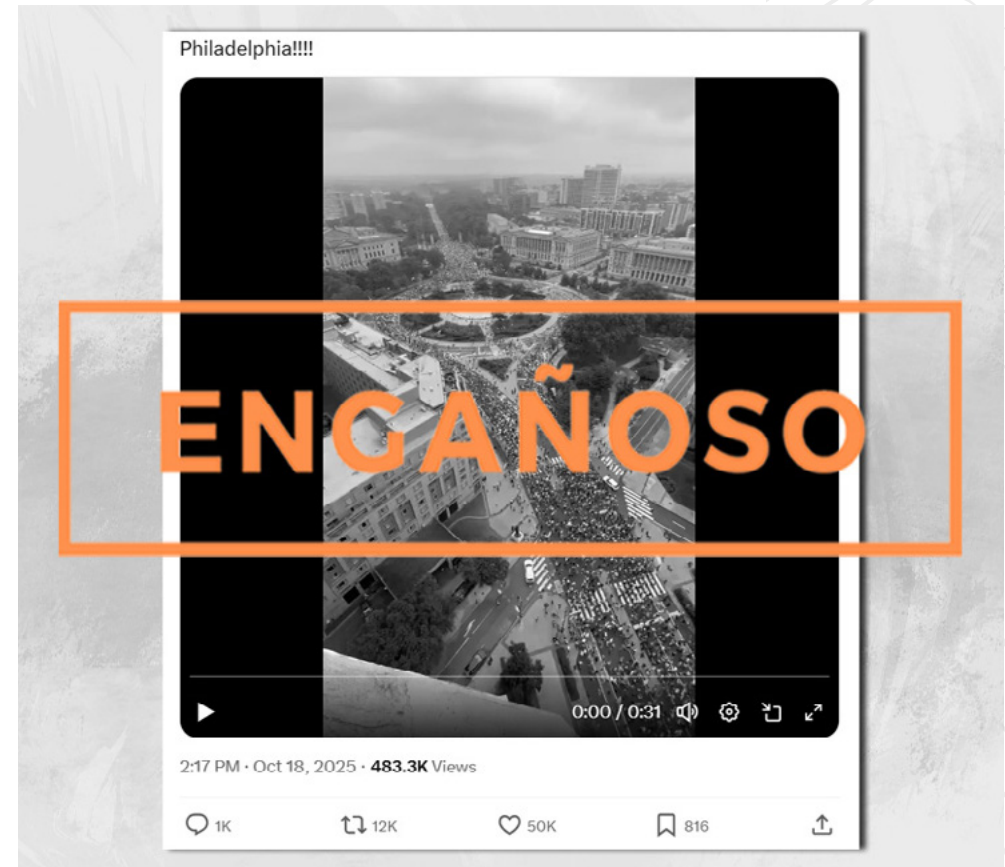 Philadelphia!!!!
ENGAÑOSO
0:00 / 0:31
2:17 PM · Oct 18, 2025 · 483.3K Views
1K 12K 50K 816